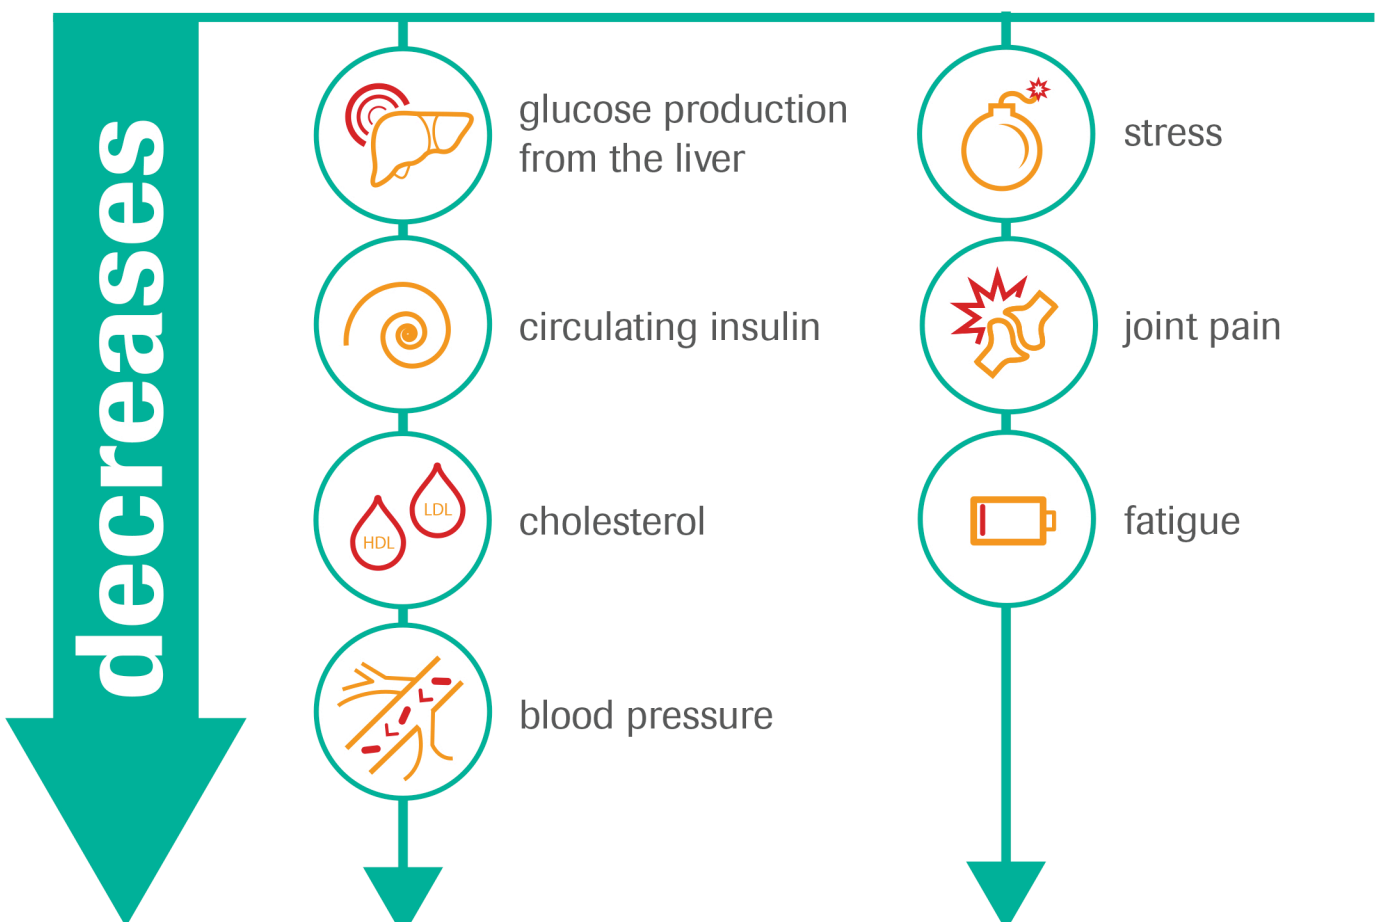 decreases
glucose production
from the liver
circulating insulin
HDL
LDL
cholesterol
blood pressure
stress
joint pain
fatigue